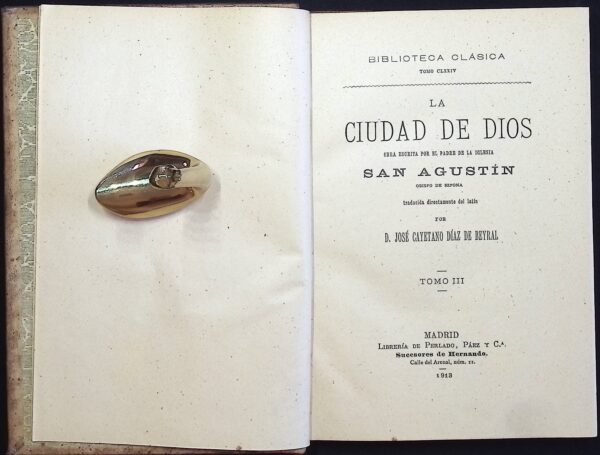 BIBLIOTECA CLÁSICA
TOMO CLXXIV
LA
CIUDAD DE DIOS
OBRA ESCRITA POR EL PADRE DE LA IGLESIA
SAN AGUSTÍN
OBISPO DE HIPONA
traducida directamente del latín
POR
D. JOSÉ CAYETANO DÍAZ DE BEYRAL
TOMO III
MADRID
LIBRERÍA DE PERLADO, PÁEZ Y C.ª
Sucesores de Hernando.
Calle del Arenal, núm. 11.
1913